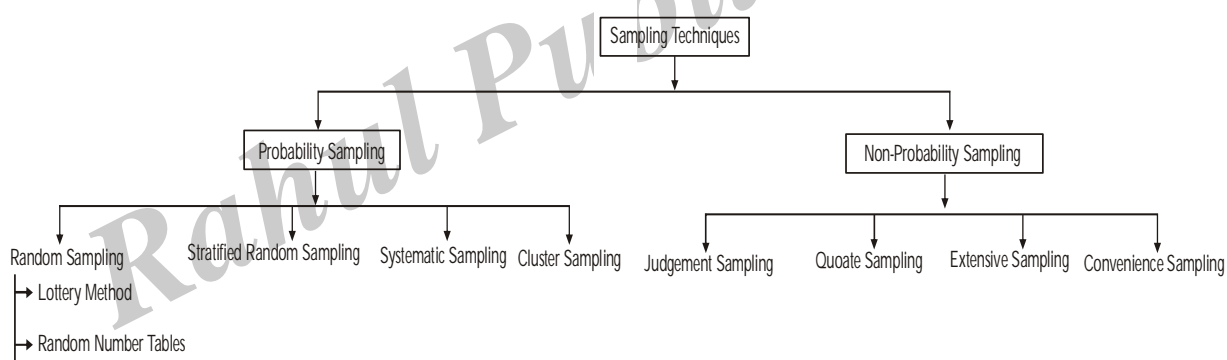 Sampling Techniques
Probability Sampling
Non-Probability Sampling
Random Sampling
Stratified Random Sampling
Systematic Sampling
Cluster Sampling
Judgement Sampling
Quoate Sampling
Extensive Sampling
Convenience Sampling
Lottery Method
Random Number Tables
Rahul